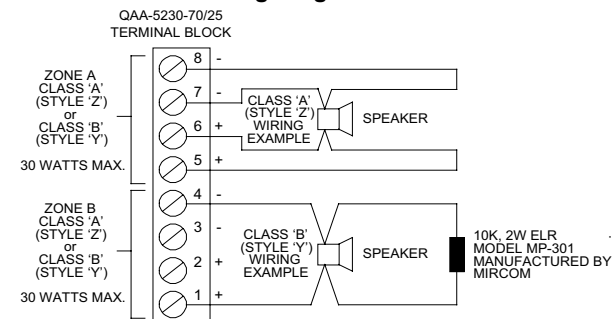 QAA-5230-70/25
TERMINAL BLOCK
ZONE A
CLASS 'A'
(STYLE 'Z')
or
CLASS 'B'
(STYLE 'Y')
30 WATTS MAX.
8 -
7 -
6 +
5 +
CLASS 'A'
(STYLE 'Z')
WIRING
EXAMPLE
SPEAKER
ZONE B
CLASS 'A'
(STYLE 'Z')
or
CLASS 'B'
(STYLE 'Y')
30 WATTS MAX.
4 -
3 -
2 +
1 +
CLASS 'B'
(STYLE 'Y')
WIRING
EXAMPLE
SPEAKER
10K, 2W ELR
MODEL MP-301
MANUFACTURED BY
MIRCOM